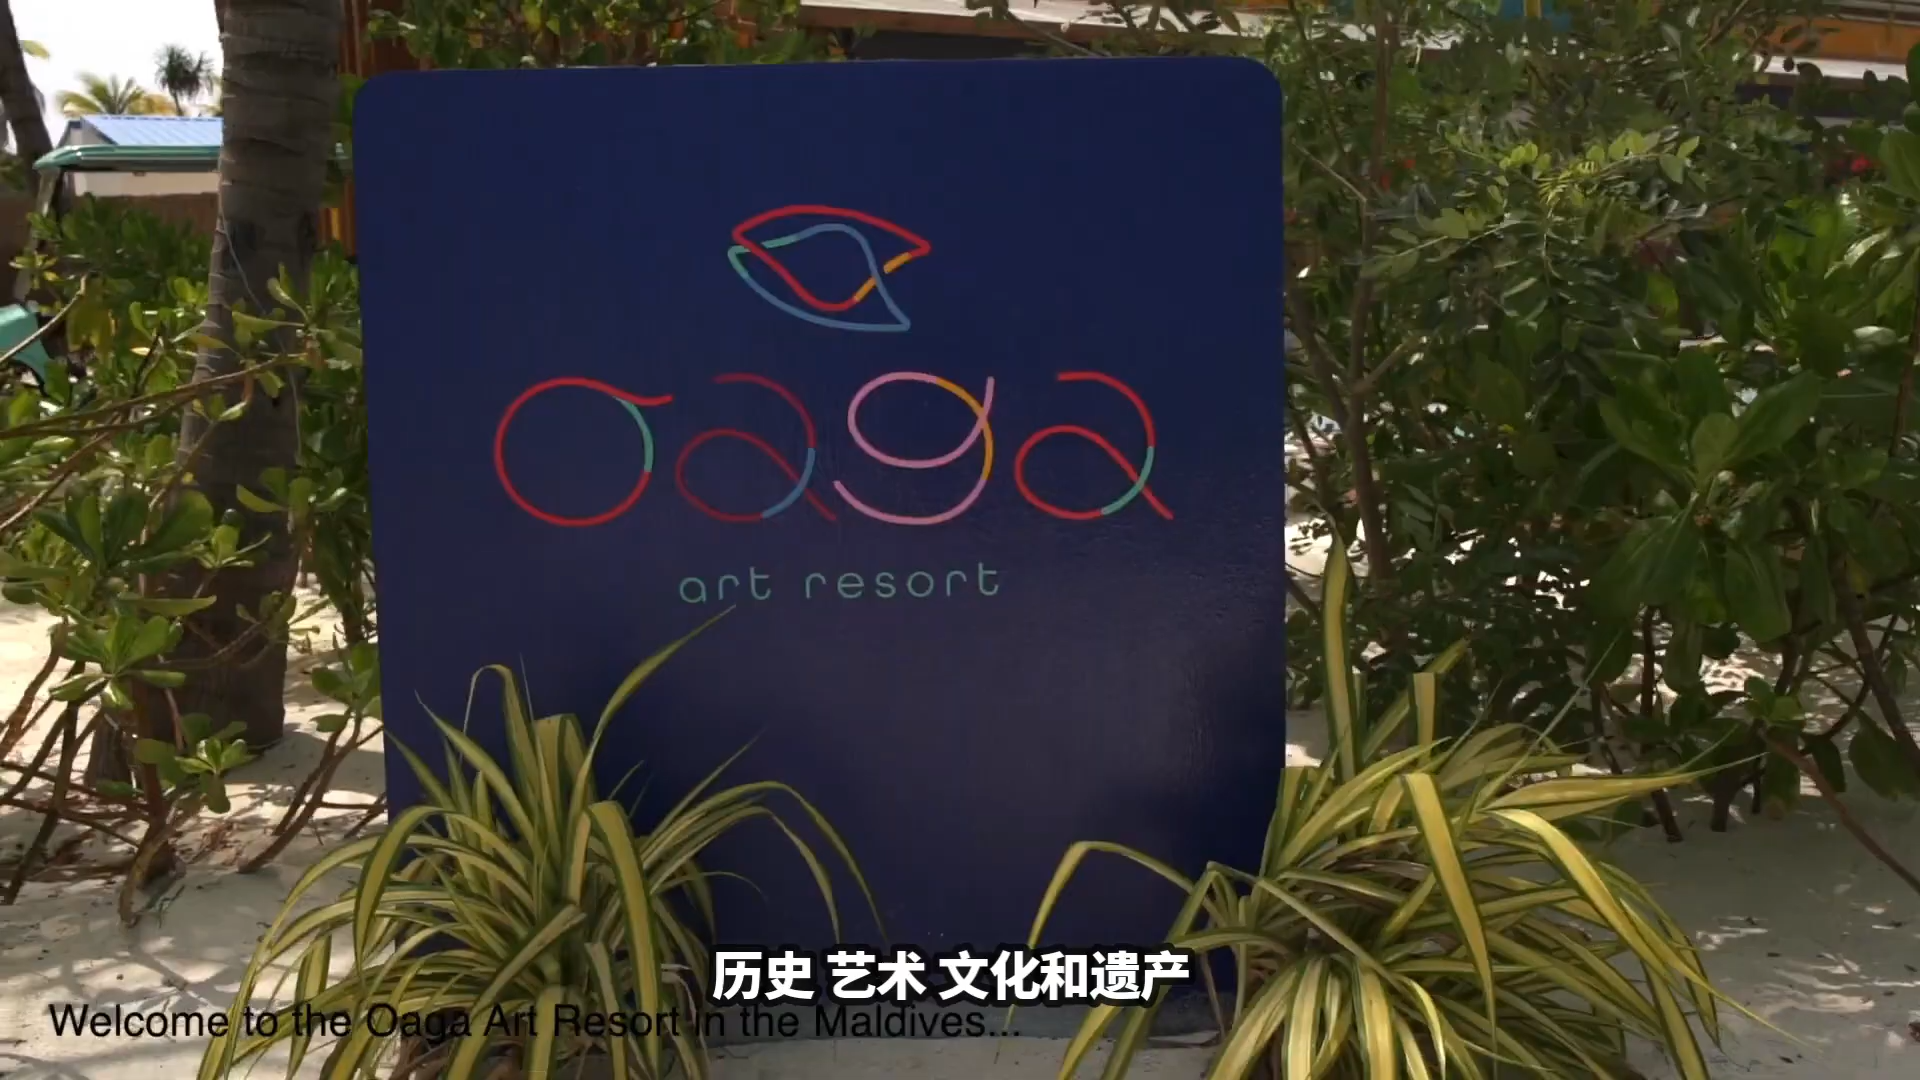 oaga
art resort
历史 艺术 文化和遗产
Welcome to the Oaga Art Resort in the Maldives...